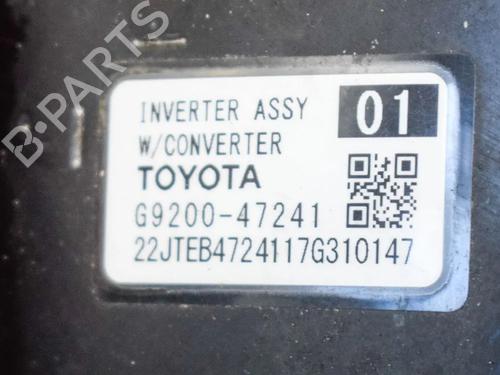 B-PARTS
INVERTER ASSY 01
W/CONVERTER
TOYOTA
G9200-47241
22JTEB4724117G310147